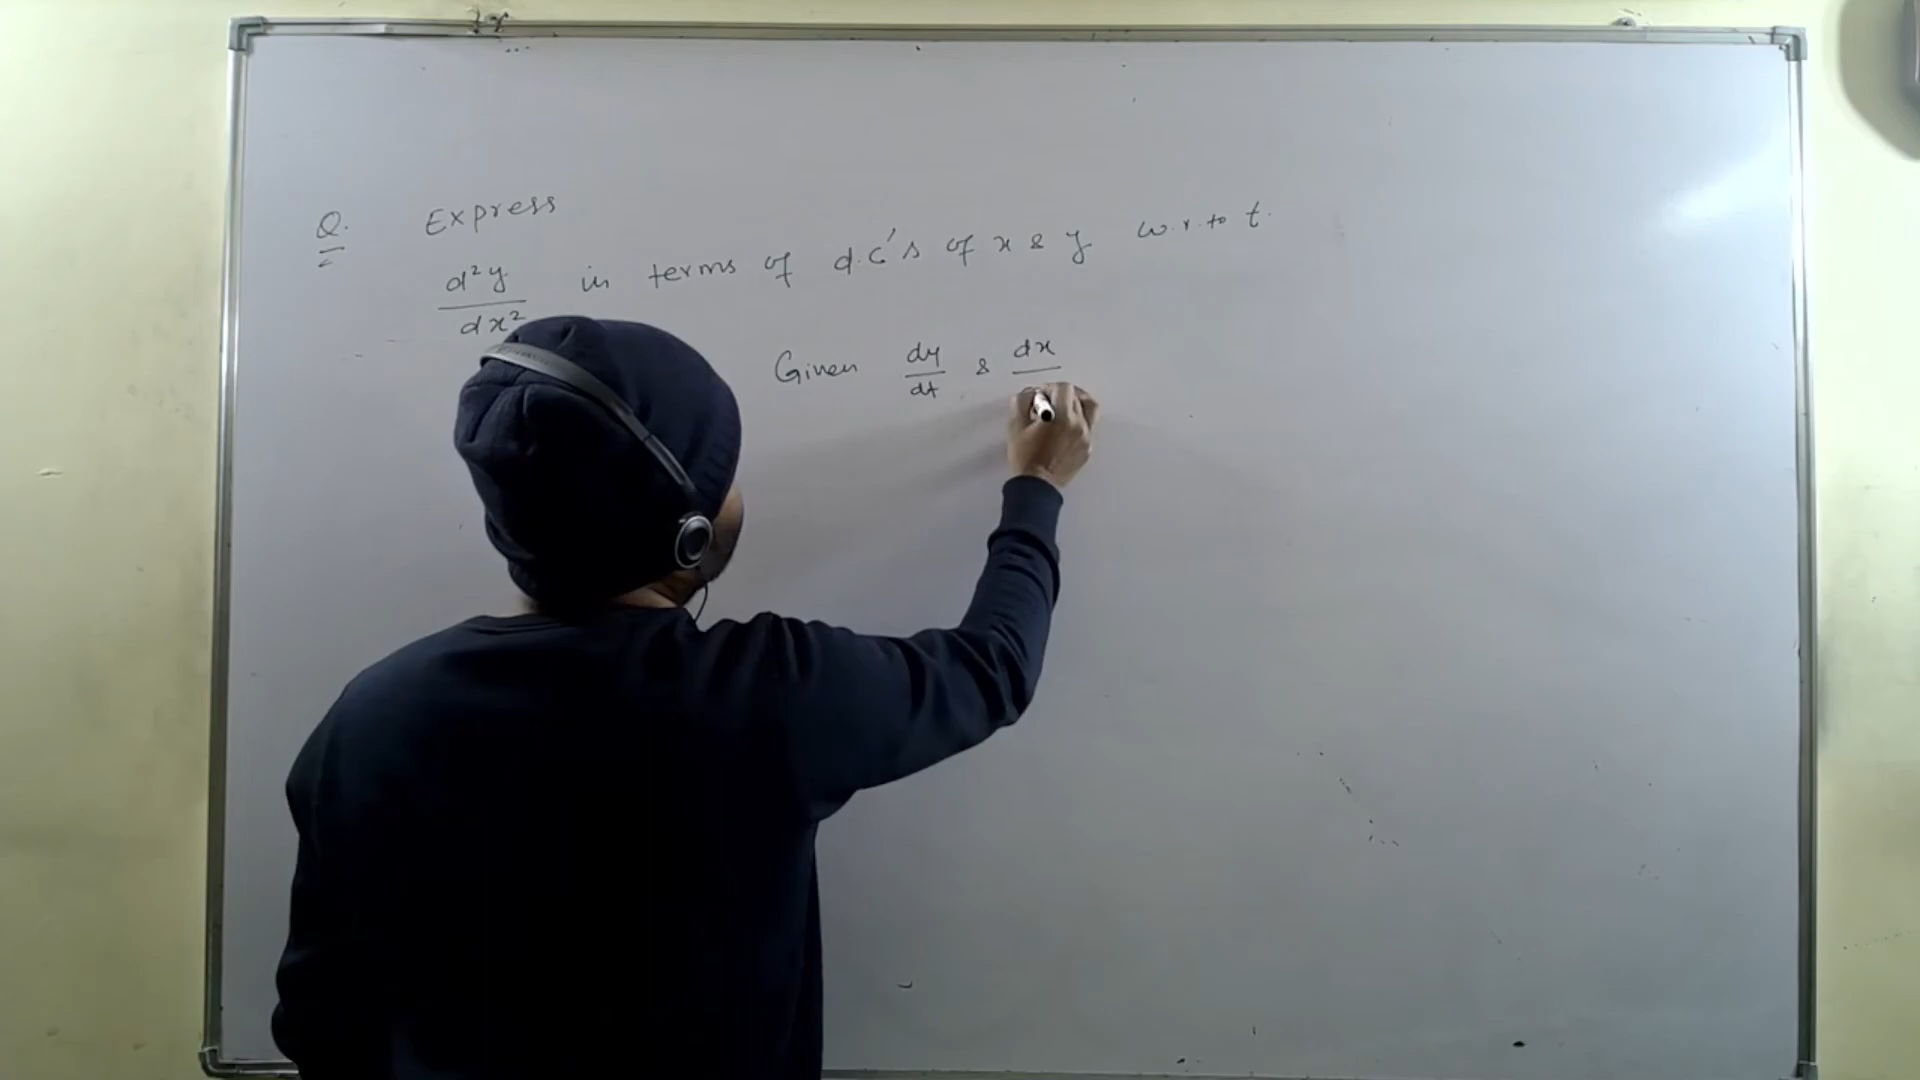 Q. Express
d²y/dx² in terms of d.c's of x & y w.r.to t.
Given dy/dt & dx